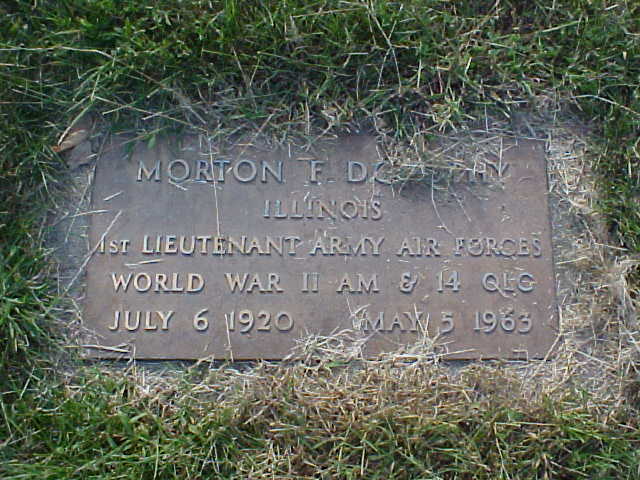 MORTON F.
ILLINOIS
1ST LIEUTENANT ARMY AIR FORCES
WORLD WAR II AM & 14 OLC
JULY 6 1920 MAY 5 1963